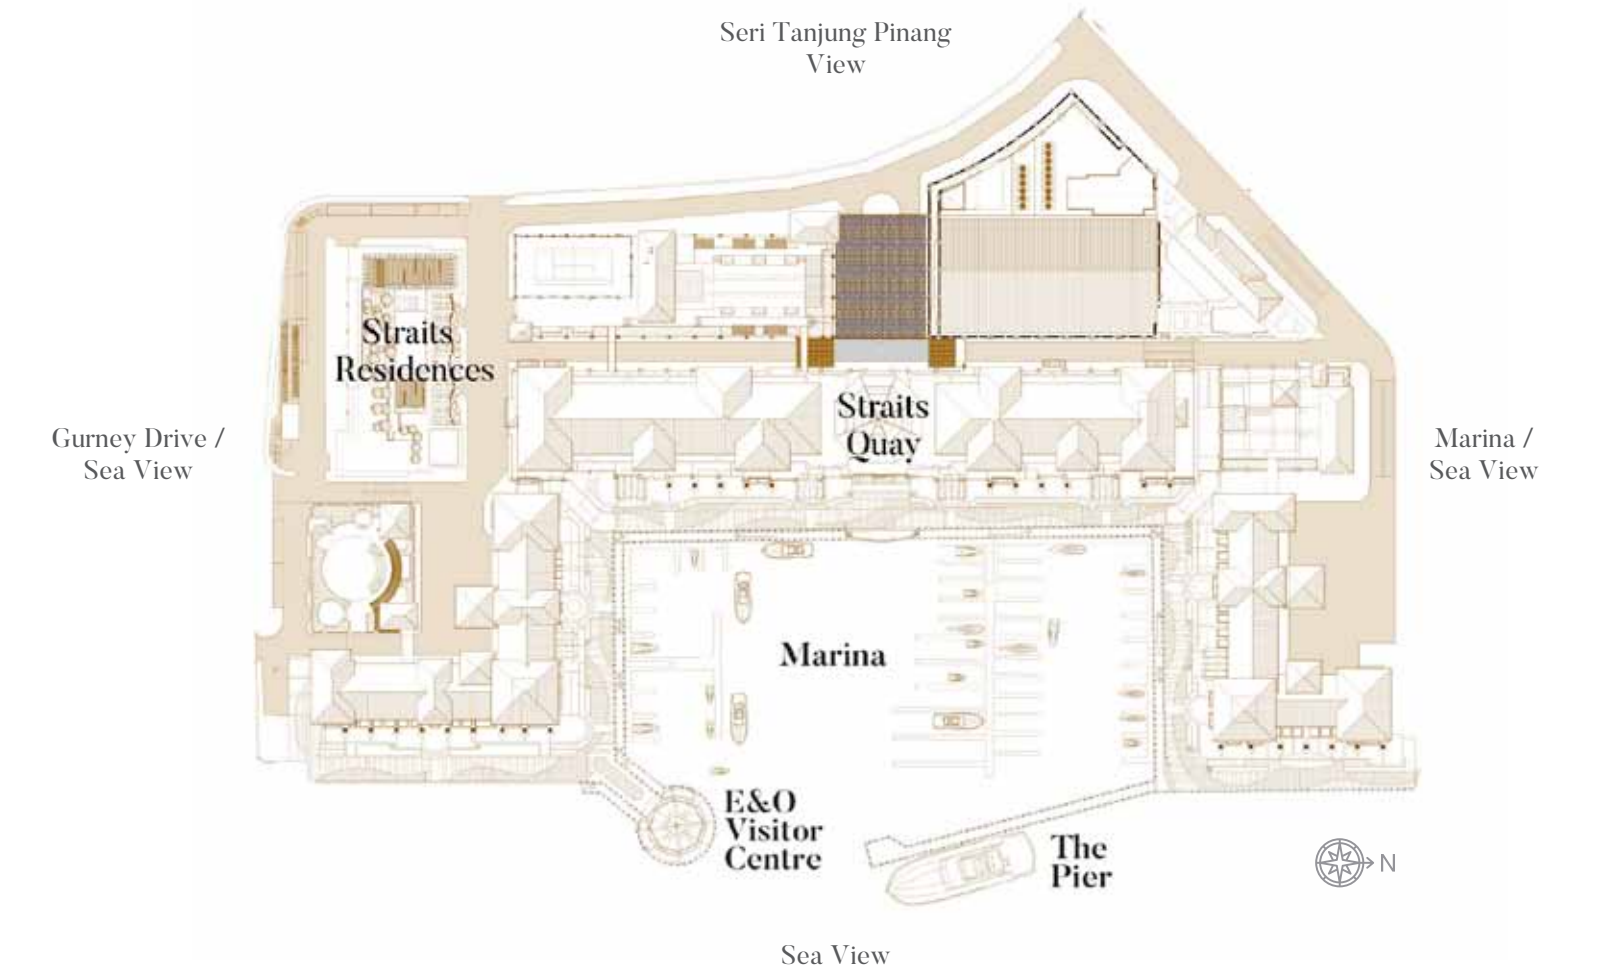 Seri Tanjung Pinang
View
Straits
Residences
Straits
Quay
Gurney Drive /
Sea View
Marina /
Sea View
Marina
E&O
Visitor
Centre
The
Pier
N
Sea View